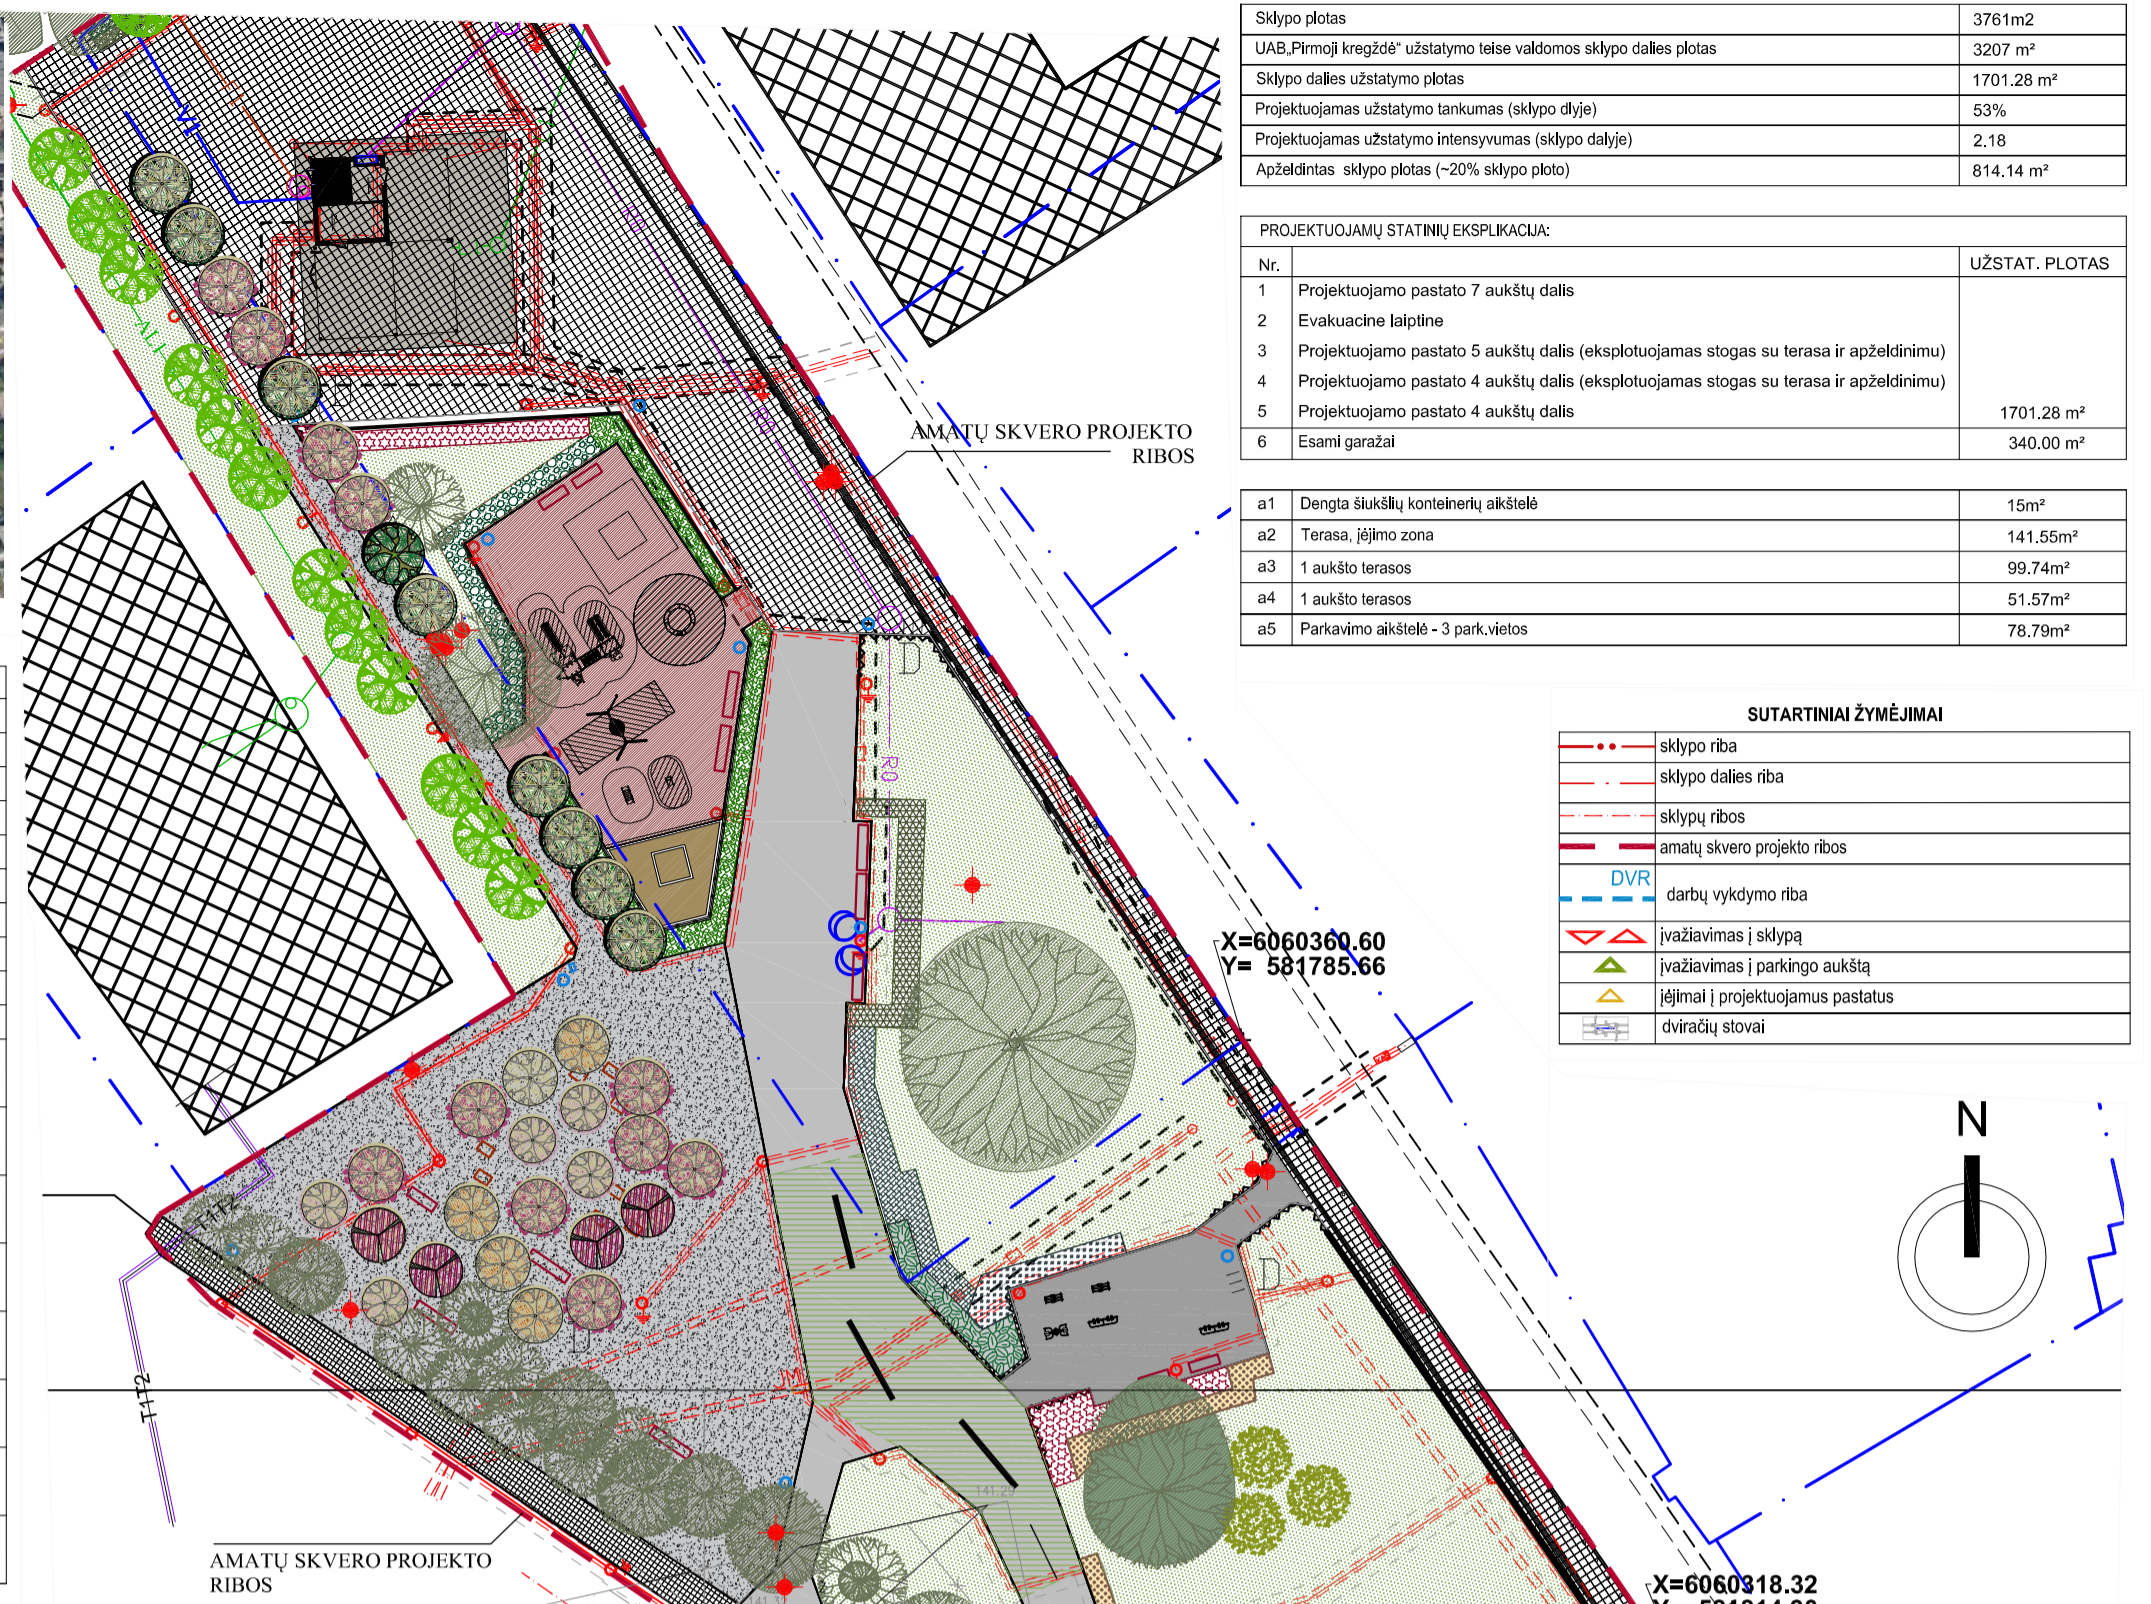 Sklypo plotas 3761m2
UAB„Pirmoji kregždė“ užstatymo teise valdomos sklypo dalies plotas 3207 m²
Sklypo dalies užstatymo plotas 1701.28 m²
Projektuojamas užstatymo tankumas (sklypo dlyje) 53%
Projektuojamas užstatymo intensyvumas (sklypo dalyje) 2.18
Apželdintas sklypo plotas (~20% sklypo ploto) 814.14 m²
PROJEKTUOJAMŲ STATINIŲ EKSPLIKACIJA:
Nr. UŽSTAT. PLOTAS
1 Projektuojamo pastato 7 aukštų dalis
2 Evakuacine laiptine
3 Projektuojamo pastato 5 aukštų dalis (eksplotuojamas stogas su terasa ir apželdinimu)
4 Projektuojamo pastato 4 aukštų dalis (eksplotuojamas stogas su terasa ir apželdinimu)
5 Projektuojamo pastato 4 aukštų dalis 1701.28 m²
6 Esami garažai 340.00 m²
a1 Dengta šiukšlių konteinerių aikštelė 15m²
a2 Terasa, įėjimo zona 141.55m²
a3 1 aukšto terasos 99.74m²
a4 1 aukšto terasos 51.57m²
a5 Parkavimo aikštelė - 3 park.vietos 78.79m²
SUTARTINIAI ŽYMĖJIMAI
sklypo riba
sklypo dalies riba
sklypų ribos
amatų skvero projekto ribos
DVR
darbų vykdymo riba
įvažiavimas į sklypą
įvažiavimas į parkingo aukštą
įėjimai į projektuojamus pastatus
dviračių stovai
N
AMATŲ SKVERO PROJEKTO
RIBOS
V1
D
R0
X=6060360.60
Y= 581785.66
T1T2
D
D
T1T2
141.29
AMATŲ SKVERO PROJEKTO
RIBOS
X=6060318.32